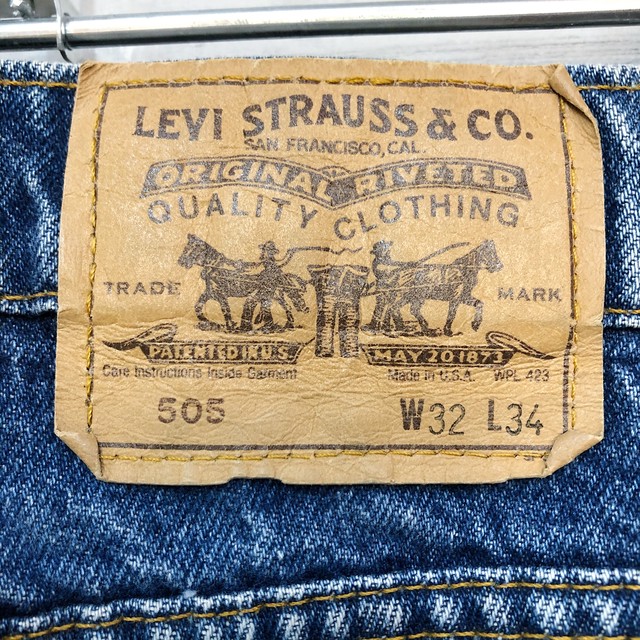 LEVI STRAUSS & CO.
SAN FRANCISCO, CAL.
ORIGINAL RIVETED
QUALITY CLOTHING
TRADE MARK
PATENTED IN U.S. MAY 20 1873
Care Instructions Inside Garment Made in U.S.A. WPL 423
505 W32 L34